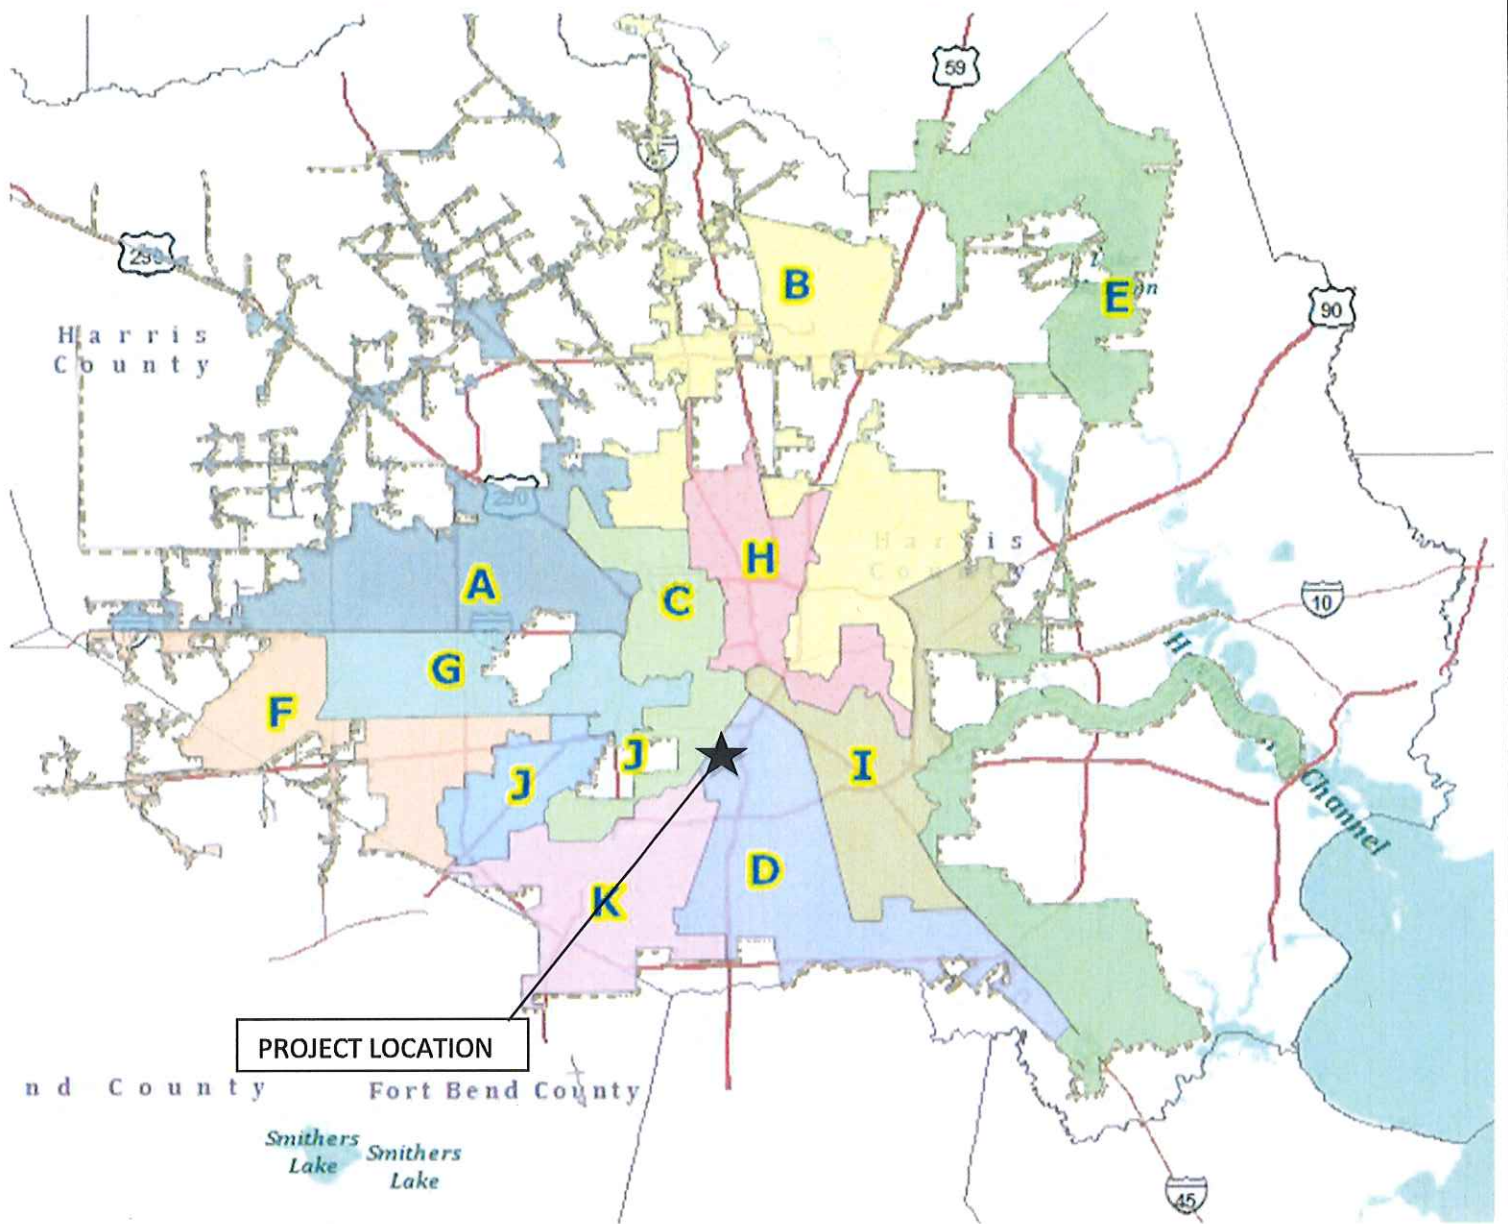 59
B
E
on
90
Harris
County
290
A
H
Harris
C
10
G
F
J
J
I
Channel
D
K
PROJECT LOCATION
nd County
Fort Bend County
Smithers
Lake
Smithers
Lake
45